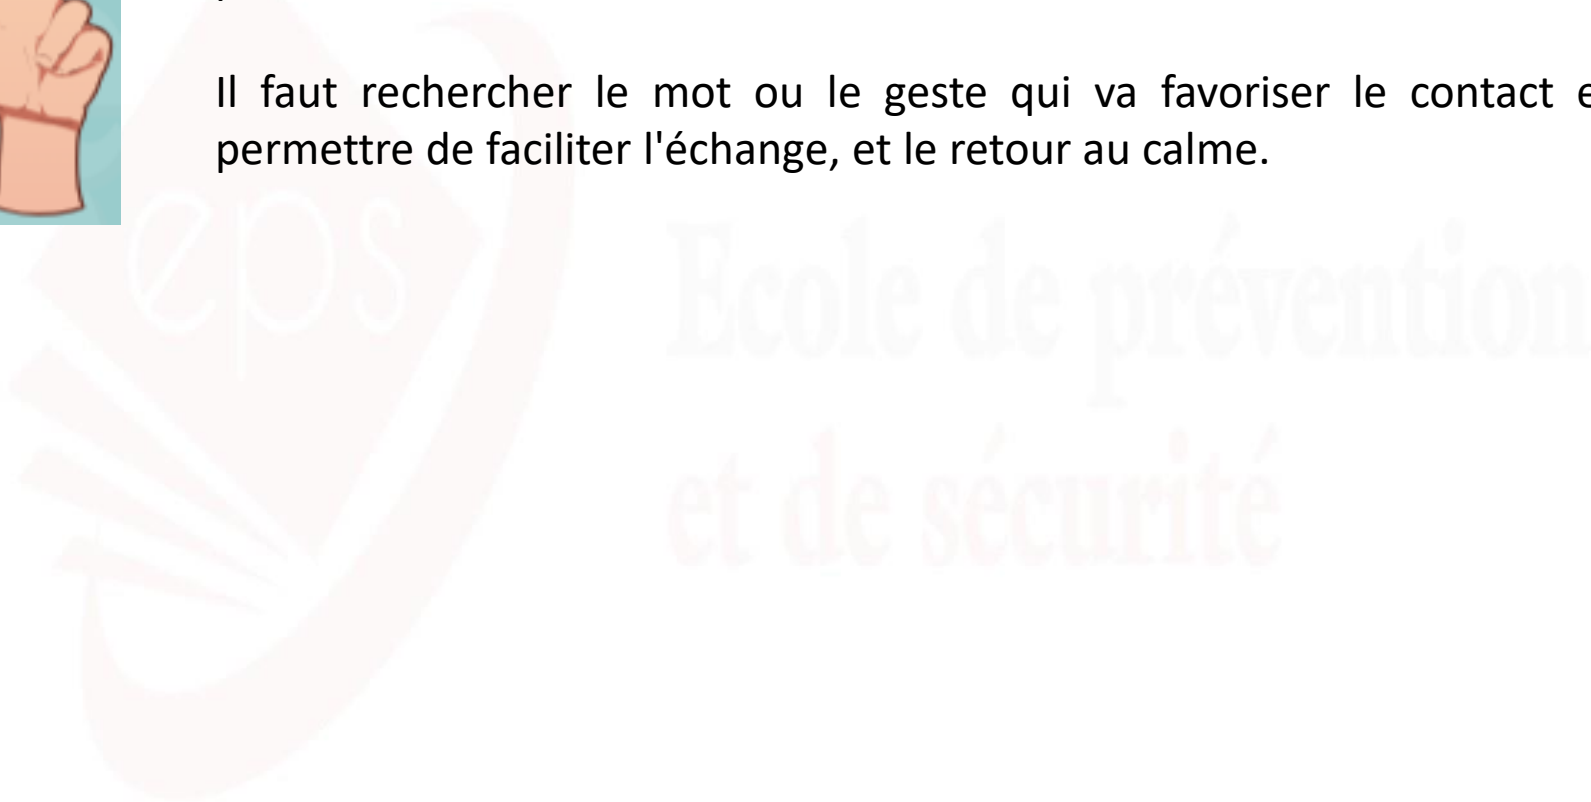 Il faut rechercher le mot ou le geste qui va favoriser le contact
permettre de faciliter l'échange, et le retour au calme.
eps
Ecole de prévention
et de sécurité